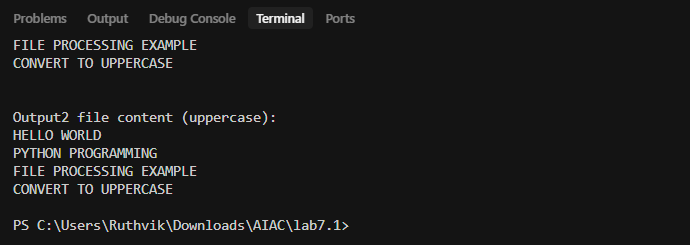 Problems Output Debug Console Terminal Ports
FILE PROCESSING EXAMPLE
CONVERT TO UPPERCASE
Output2 file content (uppercase):
HELLO WORLD
PYTHON PROGRAMMING
FILE PROCESSING EXAMPLE
CONVERT TO UPPERCASE
PS C:\Users\Ruthvik\Downloads\AIAC\lab7.1>